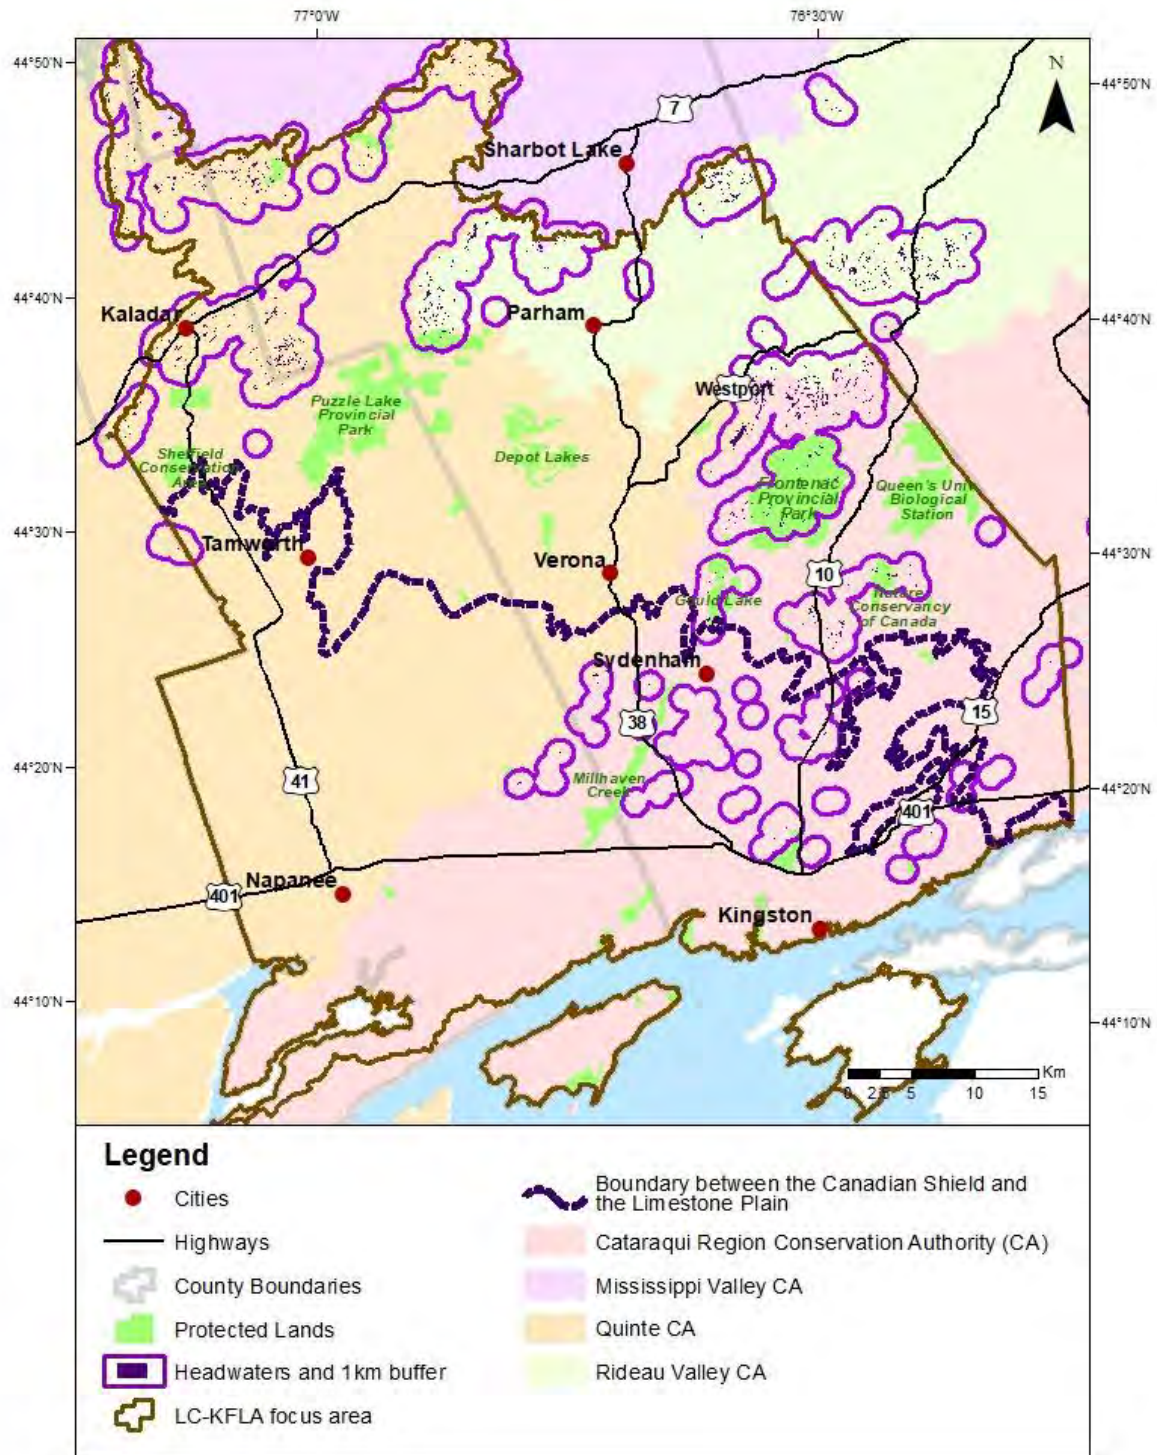 77°0'W
76°30'W
44°50'N
44°50'N
N
7
Sharbot Lake
44°40'N
44°40'N
Kaladar
Parham
Westport
Puzzle Lake
Provincial
Park
Sheffield
Conservation
Area
Depot Lakes
Frontenac
Provincial
Park
Queen's Univ
Biological
Station
44°30'N
44°30'N
Tamworth
Verona
10
Gould Lake
Nature
Conservancy
of Canada
Sydenham
38
15
44°20'N
44°20'N
41
Millhaven
Creek
401
401
Napanee
Kingston
44°10'N
44°10'N
Km
0 2.5 5 10 15
Legend
Cities
Highways
County Boundaries
Protected Lands
Headwaters and 1km buffer
LC-KFLA focus area
Boundary between the Canadian Shield and
the Limestone Plain
Cataraqui Region Conservation Authority (CA)
Mississippi Valley CA
Quinte CA
Rideau Valley CA